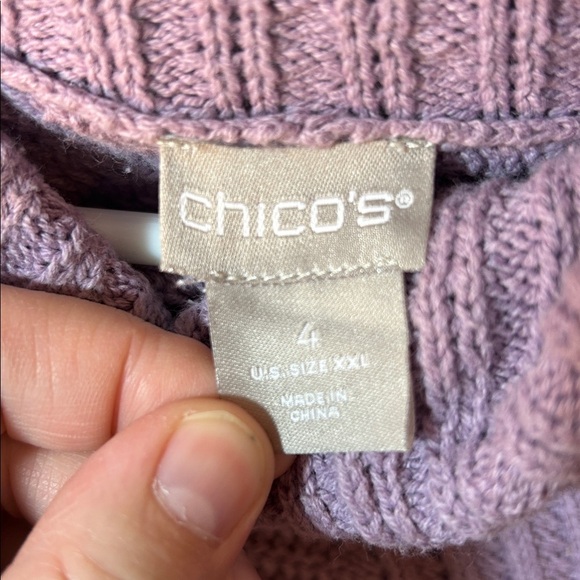 chico's®
4
U.S. SIZE XXL
MADE IN
CHINA